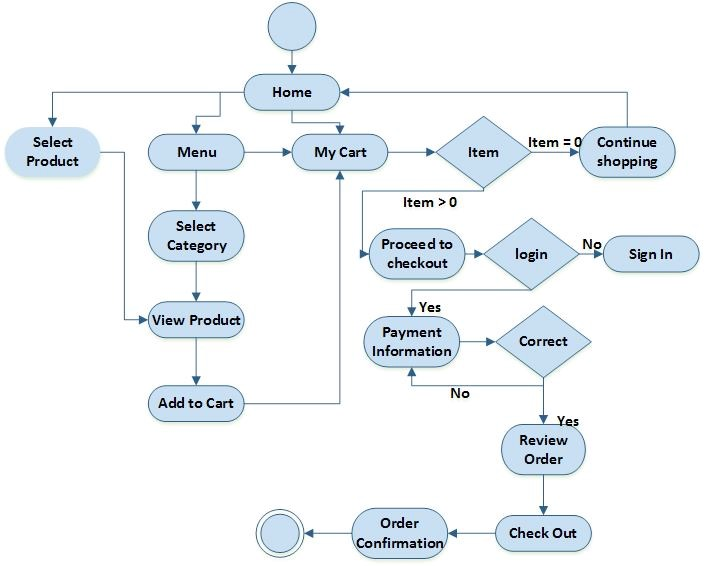 Home
Select
Product
Menu
My Cart
Item
Item = 0
Continue
shopping
Item > 0
Select
Category
Proceed to
checkout
login
No
Sign In
Yes
View Product
Payment
Information
Correct
No
Add to Cart
Yes
Review
Order
Order
Confirmation
Check Out